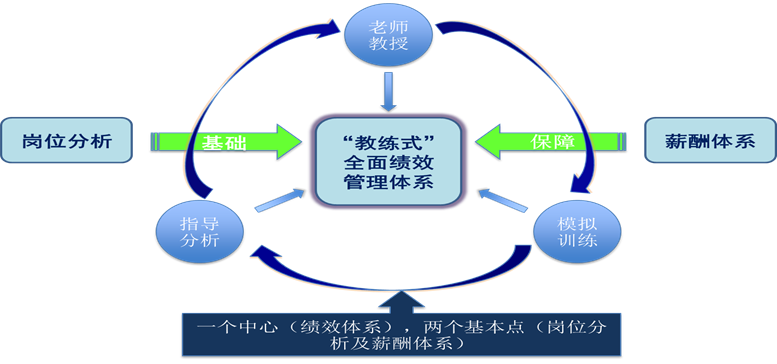 老师
教授
岗位分析
基础
“教练式”
全面绩效
管理体系
保障
薪酬体系
指导
分析
模拟
训练
一个中心（绩效体系），两个基本点（岗位分
析及薪酬体系）